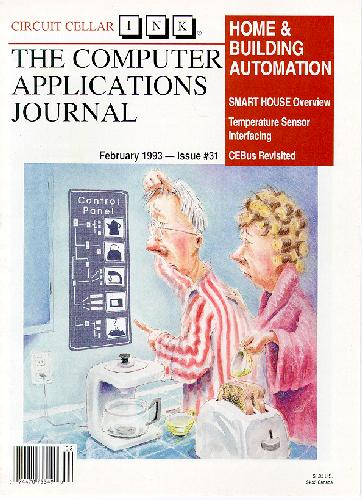 CIRCUIT CELLAR INK®
THE COMPUTER
APPLICATIONS
JOURNAL
February 1993 — Issue #31
HOME &
BUILDING
AUTOMATION
SMART HOUSE Overview
Temperature Sensor
Interfacing
CEBus Revisited
Control
Panel